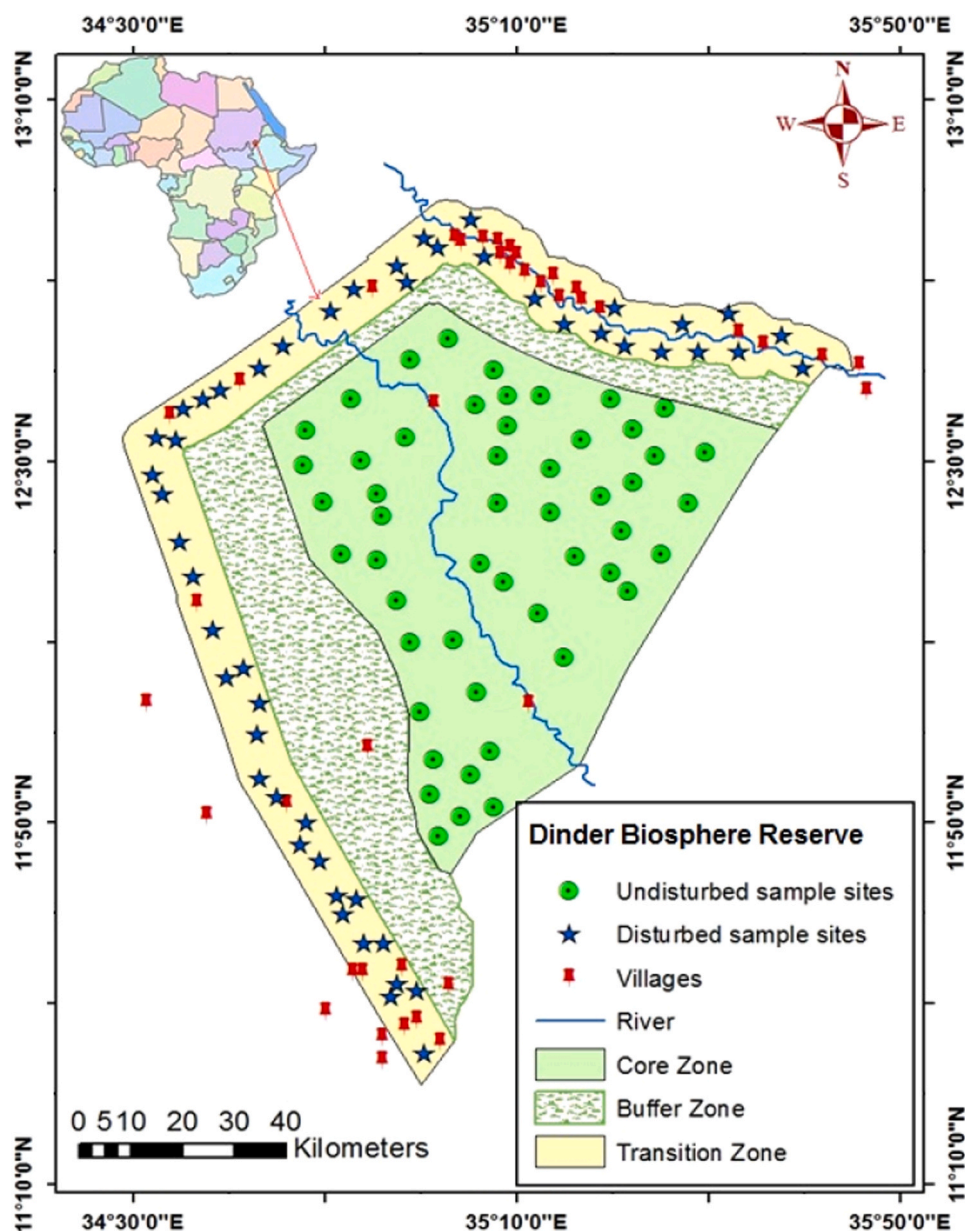 34°30'0"E 35°10'0"E 35°50'0"E
13°10'0"N
13°10'0"N
N
W E
S
12°30'0"N
12°30'0"N
11°50'0"N
11°50'0"N
Dinder Biosphere Reserve
Undisturbed sample sites
Disturbed sample sites
Villages
River
Core Zone
Buffer Zone
Transition Zone
0 5 10 20 30 40
Kilometers
11°10'0"N
11°10'0"N
34°30'0"E 35°10'0"E 35°50'0"E